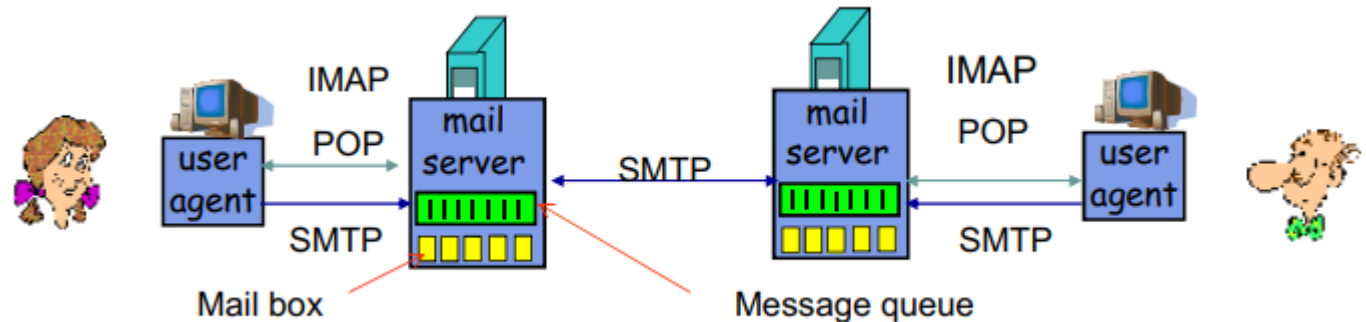 IMAP
POP
SMTP
user
agent
mail
server
SMTP
mail
server
IMAP
POP
SMTP
user
agent
Mail box
Message queue